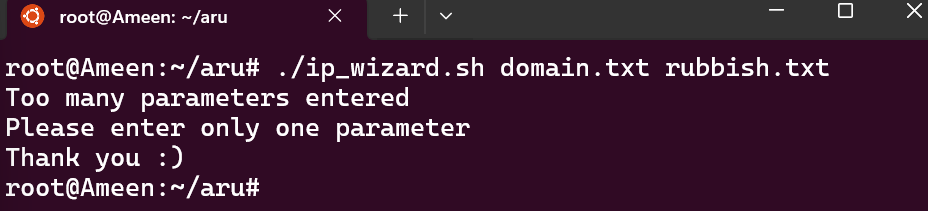 root@Ameen: ~/aru
root@Ameen:~/aru# ./ip_wizard.sh domain.txt rubbish.txt
Too many parameters entered
Please enter only one parameter
Thank you :)
root@Ameen:~/aru#